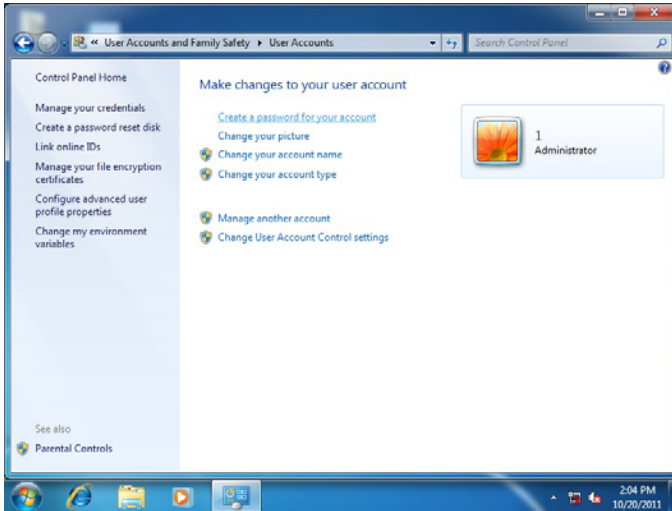 « User Accounts and Family Safety ▸ User Accounts
Search Control Panel
Control Panel Home
Manage your credentials
Create a password reset disk
Link online IDs
Manage your file encryption
certificates
Configure advanced user
profile properties
Change my environment
variables
See also
Parental Controls
Make changes to your user account
Create a password for your account
Change your picture
Change your account name
Change your account type
Manage another account
Change User Account Control settings
1
Administrator
2:04 PM
10/20/2011